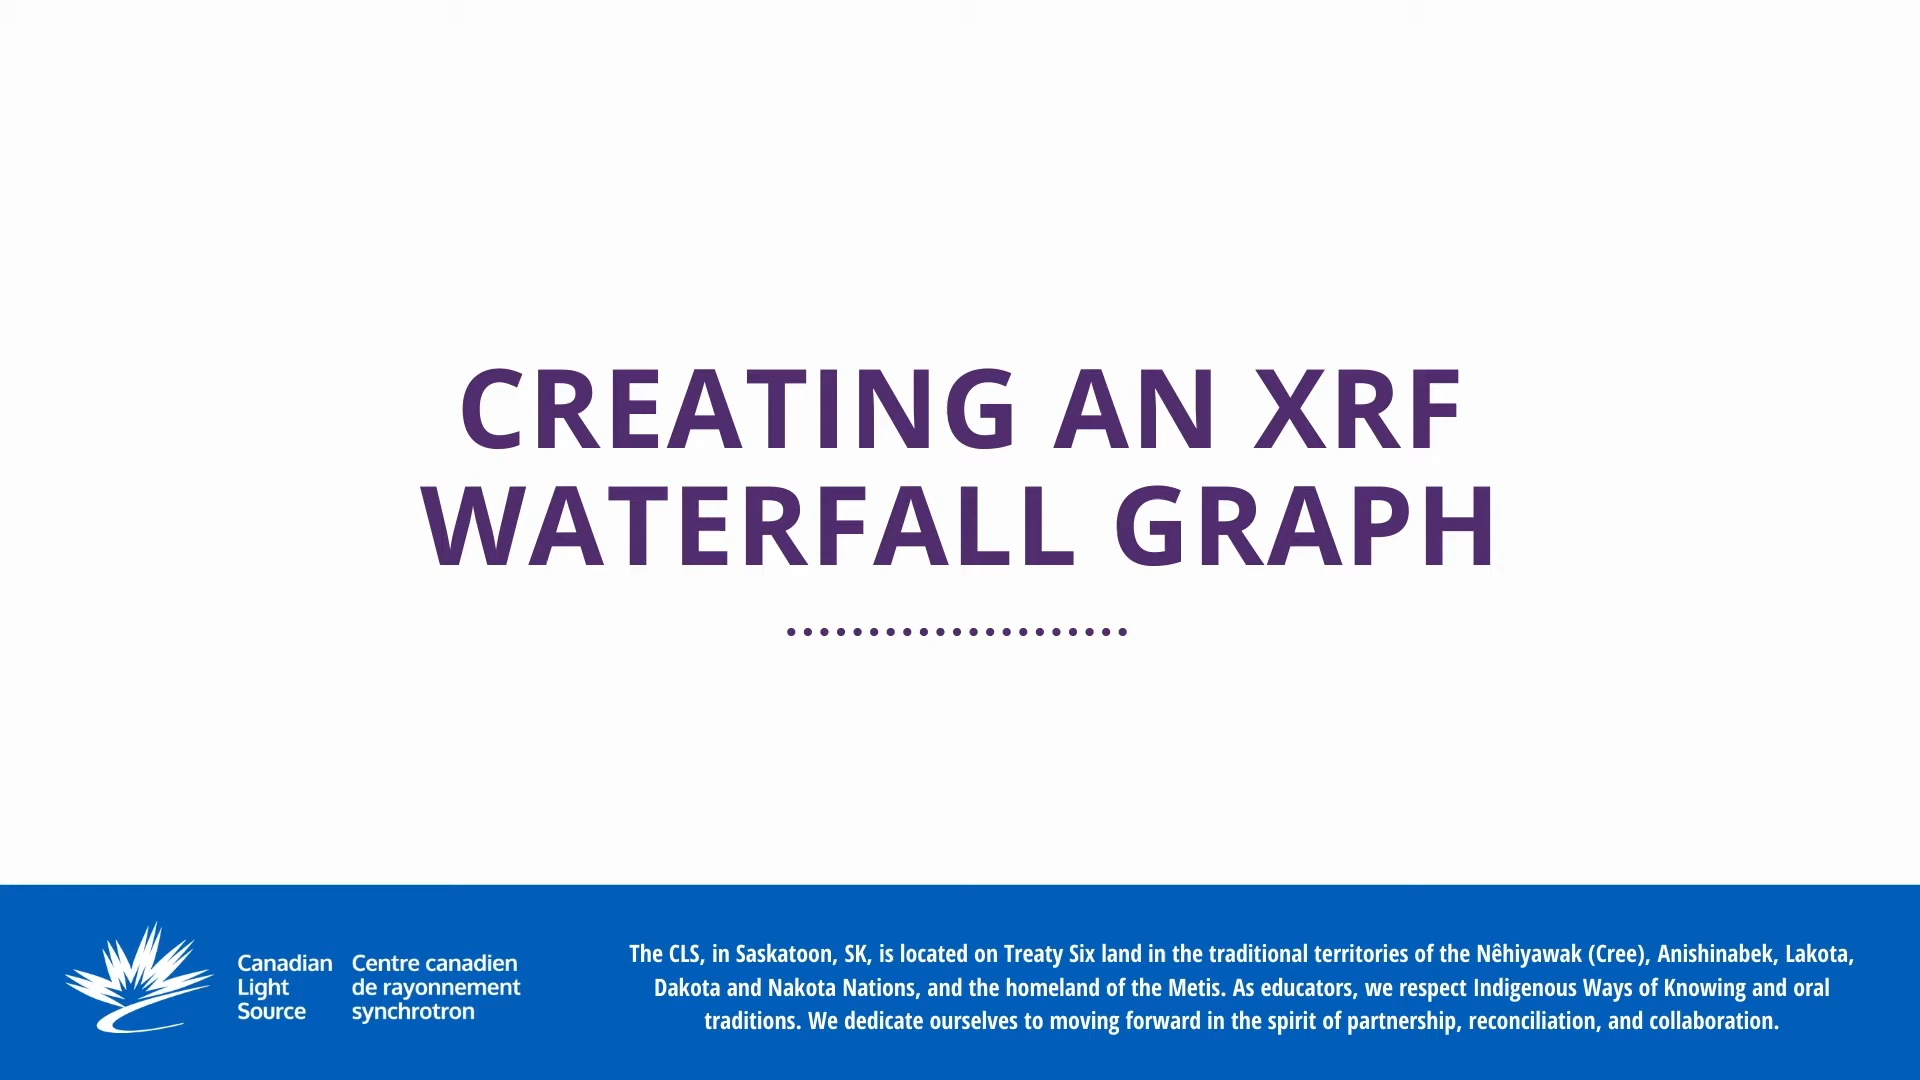 CREATING AN XRF
WATERFALL GRAPH
Canadian
Light
Source
Centre canadien
de rayonnement
synchrotron
The CLS, in Saskatoon, SK, is located on Treaty Six land in the traditional territories of the Nêhiyawak (Cree), Anishinabek, Lakota,
Dakota and Nakota Nations, and the homeland of the Metis. As educators, we respect Indigenous Ways of Knowing and oral
traditions. We dedicate ourselves to moving forward in the spirit of partnership, reconciliation, and collaboration.